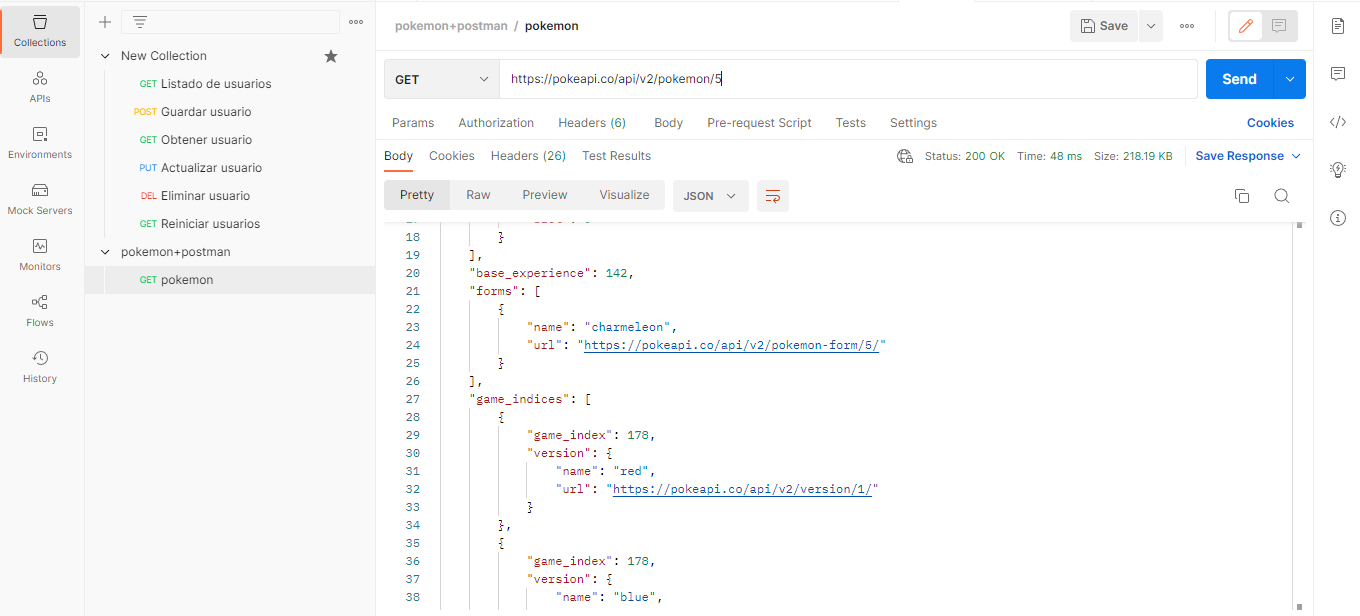 Collections
APIs
Environments
Mock Servers
Monitors
Flows
History
New Collection
GET Listado de usuarios
POST Guardar usuario
GET Obtener usuario
PUT Actualizar usuario
DEL Eliminar usuario
GET Reiniciar usuarios
pokemon+postman
GET pokemon
pokemon+postman / pokemon
Save
GET https://pokeapi.co/api/v2/pokemon/5
Send
Params Authorization Headers (6) Body Pre-request Script Tests Settings Cookies
Body Cookies Headers (26) Test Results Status: 200 OK Time: 48 ms Size: 218.19 KB Save Response
Pretty Raw Preview Visualize JSON
18 }
19 ],
20 "base_experience": 142,
21 "forms": [
22 {
23 "name": "charmeleon",
24 "url": "https://pokeapi.co/api/v2/pokemon-form/5/"
25 }
26 ],
27 "game_indices": [
28 {
29 "game_index": 178,
30 "version": {
31 "name": "red",
32 "url": "https://pokeapi.co/api/v2/version/1/"
33 }
34 },
35 {
36 "game_index": 178,
37 "version": {
38 "name": "blue",